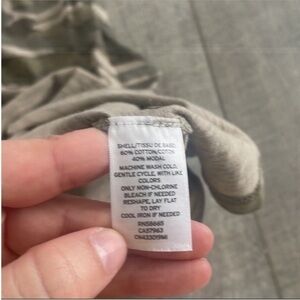 SHELL/TISSU DE BASE:
60% COTTON/COTON
40% MODAL
MACHINE WASH COLD,
GENTLE CYCLE, WITH LIKE
COLORS
ONLY NON-CHLORINE
BLEACH IF NEEDED
RESHAPE, LAY FLAT
TO DRY
COOL IRON IF NEEDED
RN58665
CA57963